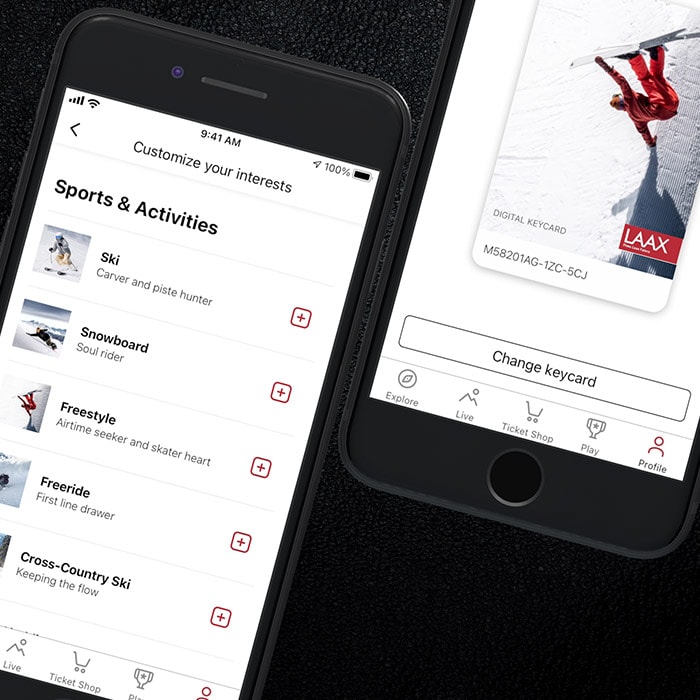 9:41 AM
100%
Customize your interests
Sports & Activities
Ski
Carver and piste hunter
Snowboard
Soul rider
Freestyle
Airtime seeker and skater heart
Freeride
First line drawer
Cross-Country Ski
Keeping the flow
Live
Ticket Shop
DIGITAL KEYCARD
LAAX
M58201AG-1ZC-5CJ
Change keycard
Explore
Live
Ticket Shop
Play
Profile